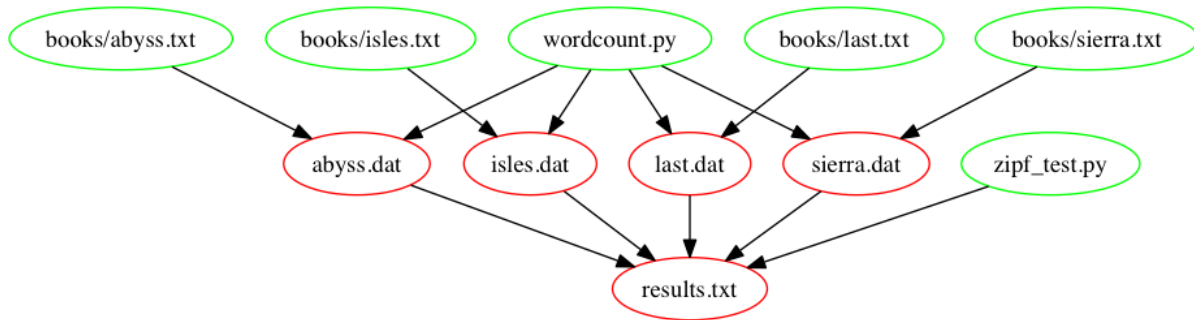 books/abyss.txt
books/isles.txt
wordcount.py
books/last.txt
books/sierra.txt
abyss.dat
isles.dat
last.dat
sierra.dat
zipf_test.py
results.txt